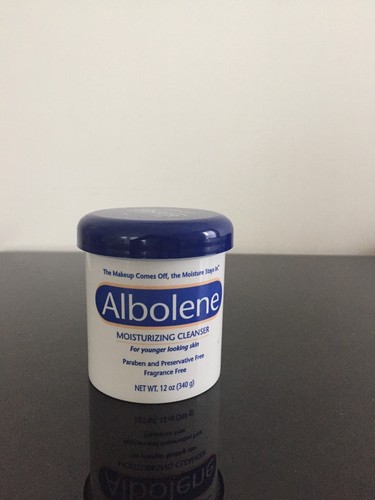 The Makeup Comes Off, the Moisture Stays In"
Albolene
MOISTURIZING CLEANSER
For younger looking skin
Paraben and Preservative Free
Fragrance Free
NET WT. 12 oz (340 g)